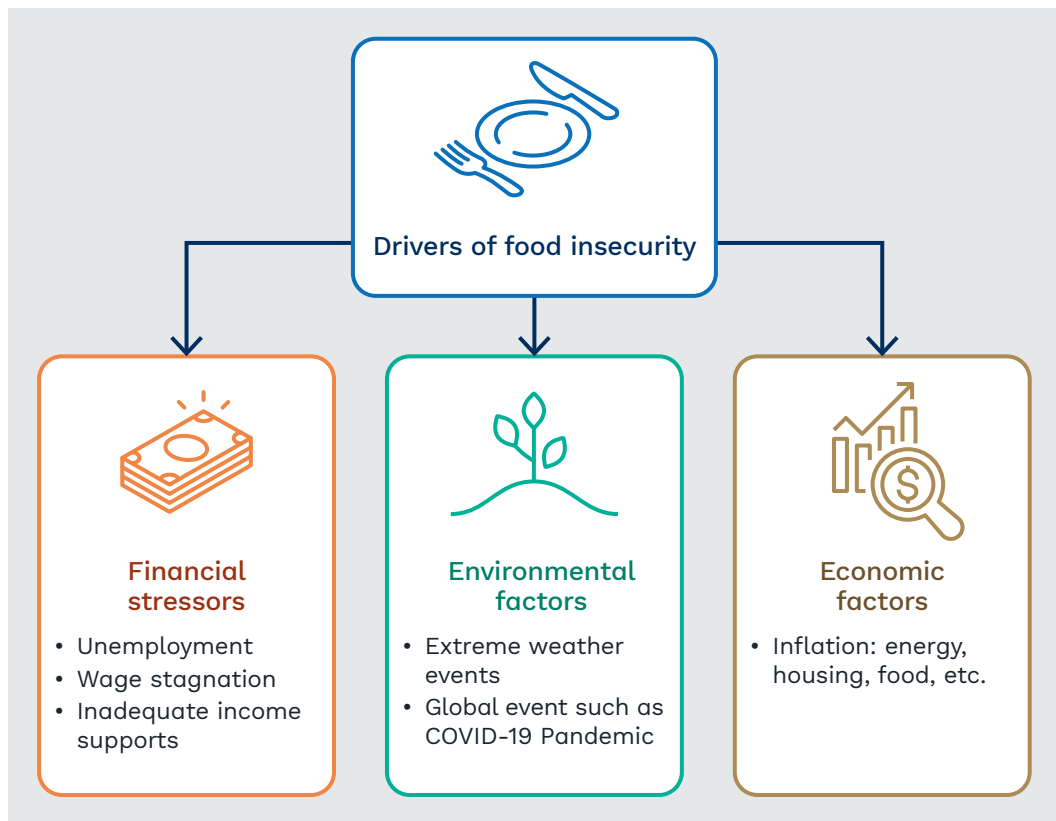 Drivers of food insecurity
Financial
stressors
• Unemployment
• Wage stagnation
• Inadequate income
supports
Environmental
factors
• Extreme weather
events
• Global event such as
COVID-19 Pandemic
$
Economic
factors
• Inflation: energy,
housing, food, etc.